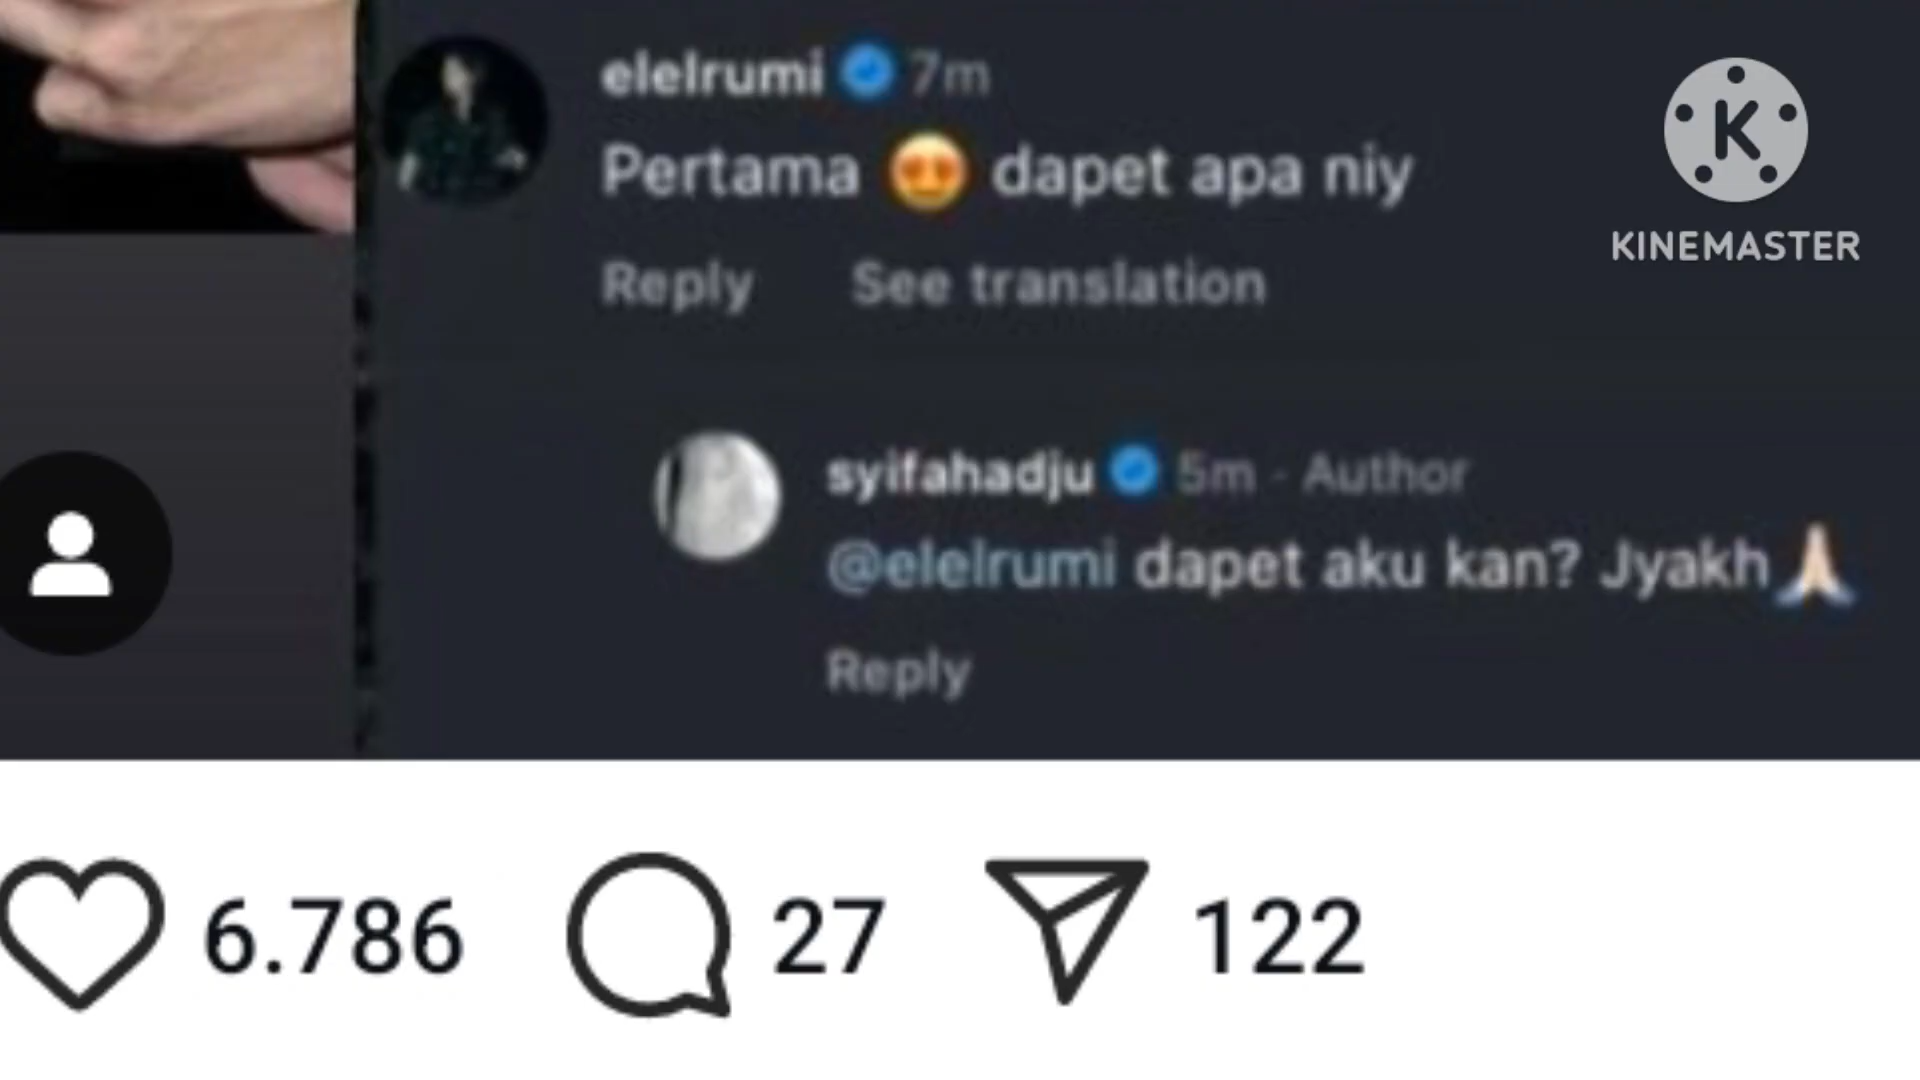 elelrumi 7m
Pertama 😍 dapet apa niy
Reply See translation
syifahadju 5m · Author
@elelrumi dapet aku kan? Jyakh🙏🏻
Reply
K
KINEMASTER
6.786 27 122